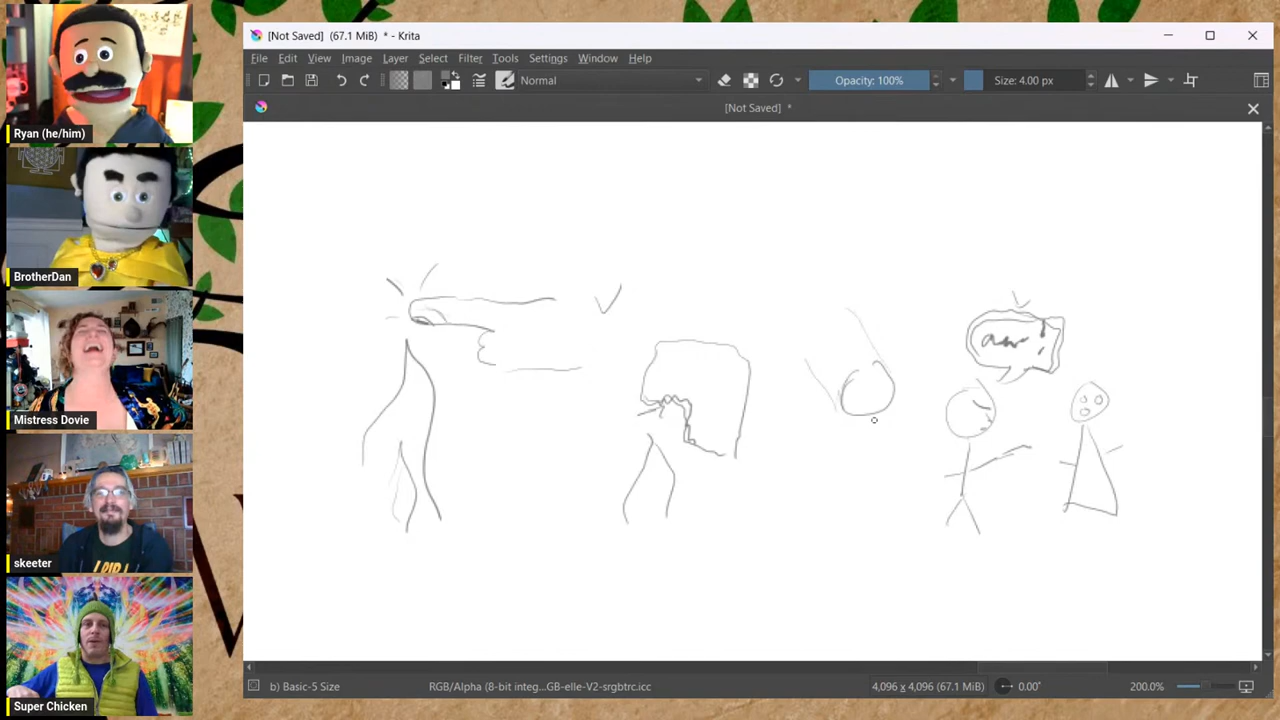 Ryan (he/him)
BrotherDan
Mistress Dovie
skeeter
Super Chicken
[Not Saved] (67.1 MiB) * - Krita
File Edit View Image Layer Select Filter Tools Settings Window Help
Normal Opacity: 100% Size: 4.00 px
[Not Saved] *
b) Basic-5 Size RGB/Alpha (8-bit integ...GB-elle-V2-srgbtrc.icc 4,096 x 4,096 (67.1 MiB) 0.00° 200.0%